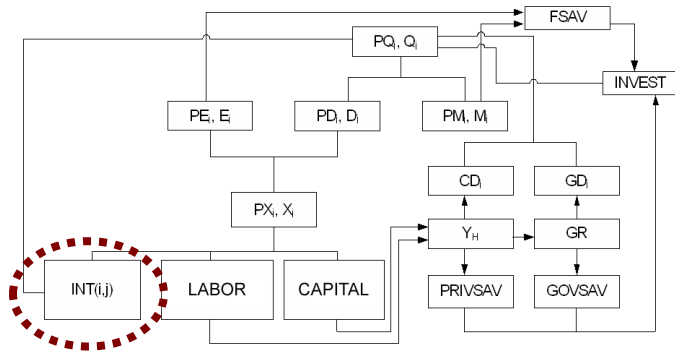 FSAV
PQi, Qi
INVEST
PEi, Ei
PDi, Di
PMi, Mi
CDi
GDi
PXi, Xi
YH
GR
INT(i,j)
LABOR
CAPITAL
PRIVSAV
GOVSAV